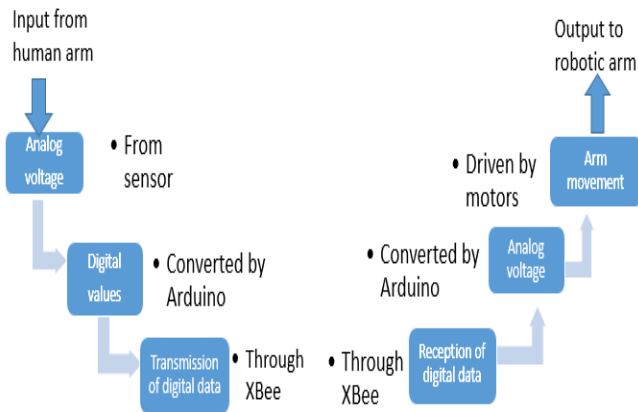 Input from
human arm
Analog
voltage
• From
sensor
Digital
values
• Converted by
Arduino
Transmission
of digital data
• Through
XBee
Output to
robotic arm
Arm
movement
• Driven by
motors
Analog
voltage
• Converted by
Arduino
Reception of
digital data
• Through
XBee